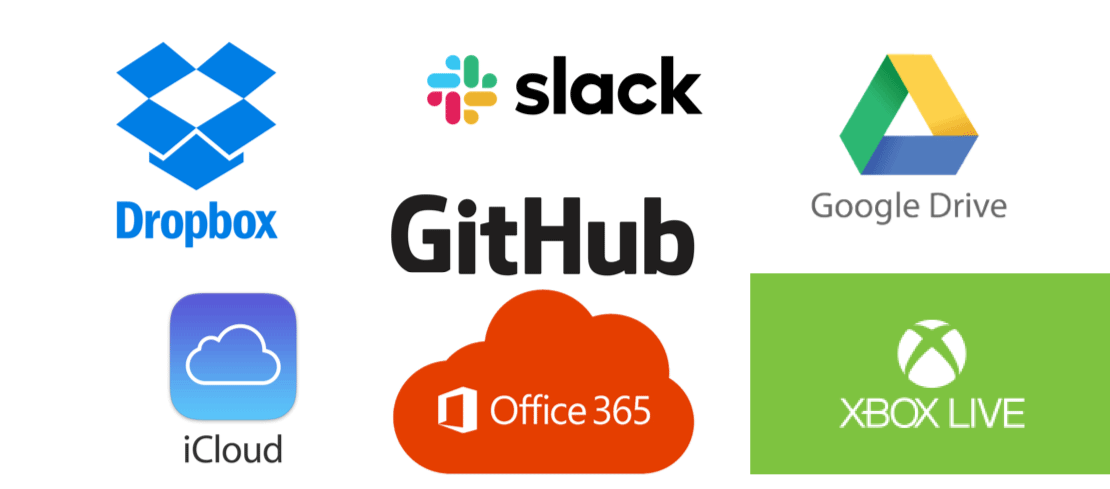 slack
Dropbox
Google Drive
GitHub
iCloud
Office 365
XBOX LIVE